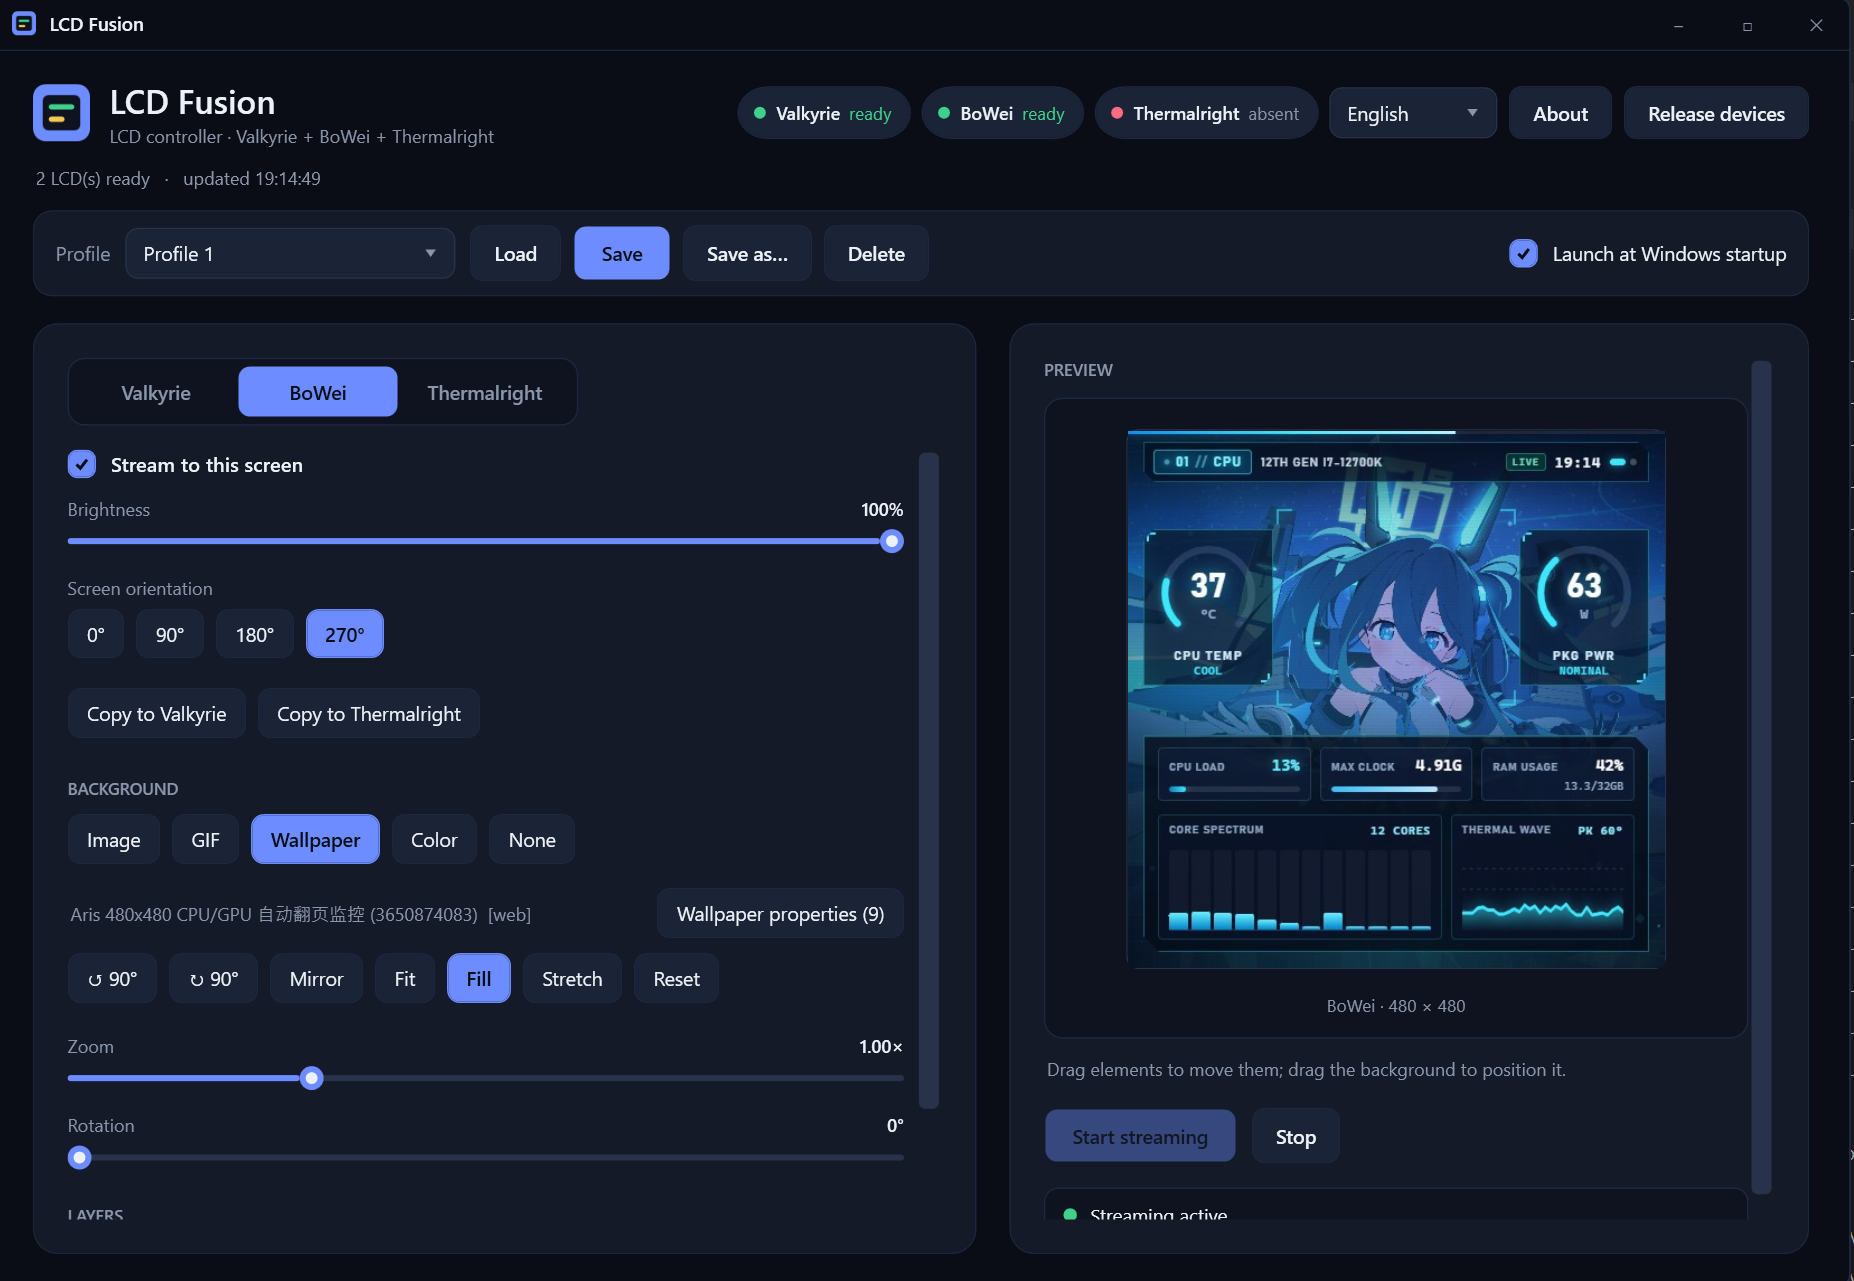 LCD Fusion
LCD Fusion
LCD controller · Valkyrie + BoWei + Thermalright
Valkyrie ready
BoWei ready
Thermalright absent
English
About
Release devices
2 LCD(s) ready · updated 19:14:49
Profile
Profile 1
Load
Save
Save as...
Delete
Launch at Windows startup
Valkyrie
BoWei
Thermalright
Stream to this screen
Brightness
100%
Screen orientation
0°
90°
180°
270°
Copy to Valkyrie
Copy to Thermalright
BACKGROUND
Image
GIF
Wallpaper
Color
None
Aris 480x480 CPU/GPU 自动翻页监控 (3650874083) [web]
Wallpaper properties (9)
↺ 90°
↻ 90°
Mirror
Fit
Fill
Stretch
Reset
Zoom
1.00×
Rotation
0°
LAYERS
PREVIEW
01 // CPU
12TH GEN I7-12700K
LIVE
19:14
37
°C
CPU TEMP
COOL
63
W
PKG PWR
NOMINAL
CPU LOAD
13%
MAX CLOCK
4.91G
RAM USAGE
42%
13.3/32GB
CORE SPECTRUM
12 CORES
THERMAL WAVE
PK 60°
BoWei · 480 × 480
Drag elements to move them; drag the background to position it.
Start streaming
Stop
Streaming active